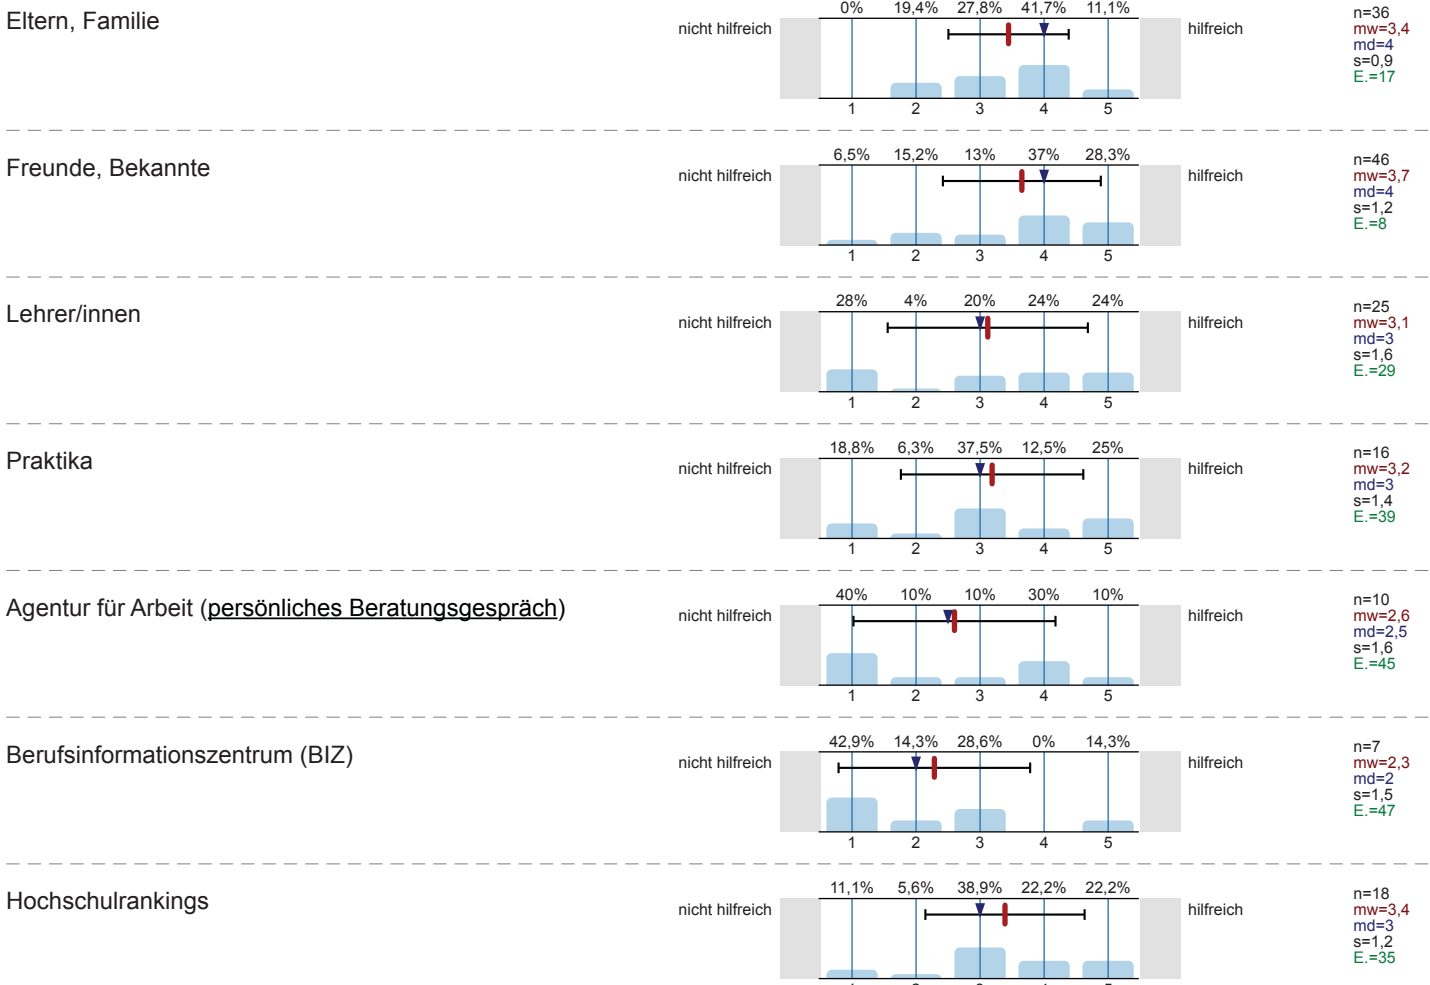 Eltern, Familie
0% 19,4% 27,8% 41,7% 11,1%
nicht hilfreich
hilfreich
1 2 3 4 5
n=36
mw=3,4
md=4
s=0,9
E.=17
Freunde, Bekannte
6,5% 15,2% 13% 37% 28,3%
nicht hilfreich
hilfreich
1 2 3 4 5
n=46
mw=3,7
md=4
s=1,2
E.=8
Lehrer/innen
28% 4% 20% 24% 24%
nicht hilfreich
hilfreich
1 2 3 4 5
n=25
mw=3,1
md=3
s=1,6
E.=29
Praktika
18,8% 6,3% 37,5% 12,5% 25%
nicht hilfreich
hilfreich
1 2 3 4 5
n=16
mw=3,2
md=3
s=1,4
E.=39
Agentur für Arbeit (persönliches Beratungsgespräch)
40% 10% 10% 30% 10%
nicht hilfreich
hilfreich
1 2 3 4 5
n=10
mw=2,6
md=2,5
s=1,6
E.=45
Berufsinformationszentrum (BIZ)
42,9% 14,3% 28,6% 0% 14,3%
nicht hilfreich
hilfreich
1 2 3 4 5
n=7
mw=2,3
md=2
s=1,5
E.=47
Hochschulrankings
11,1% 5,6% 38,9% 22,2% 22,2%
nicht hilfreich
hilfreich
n=18
mw=3,4
md=3
s=1,2
E.=35